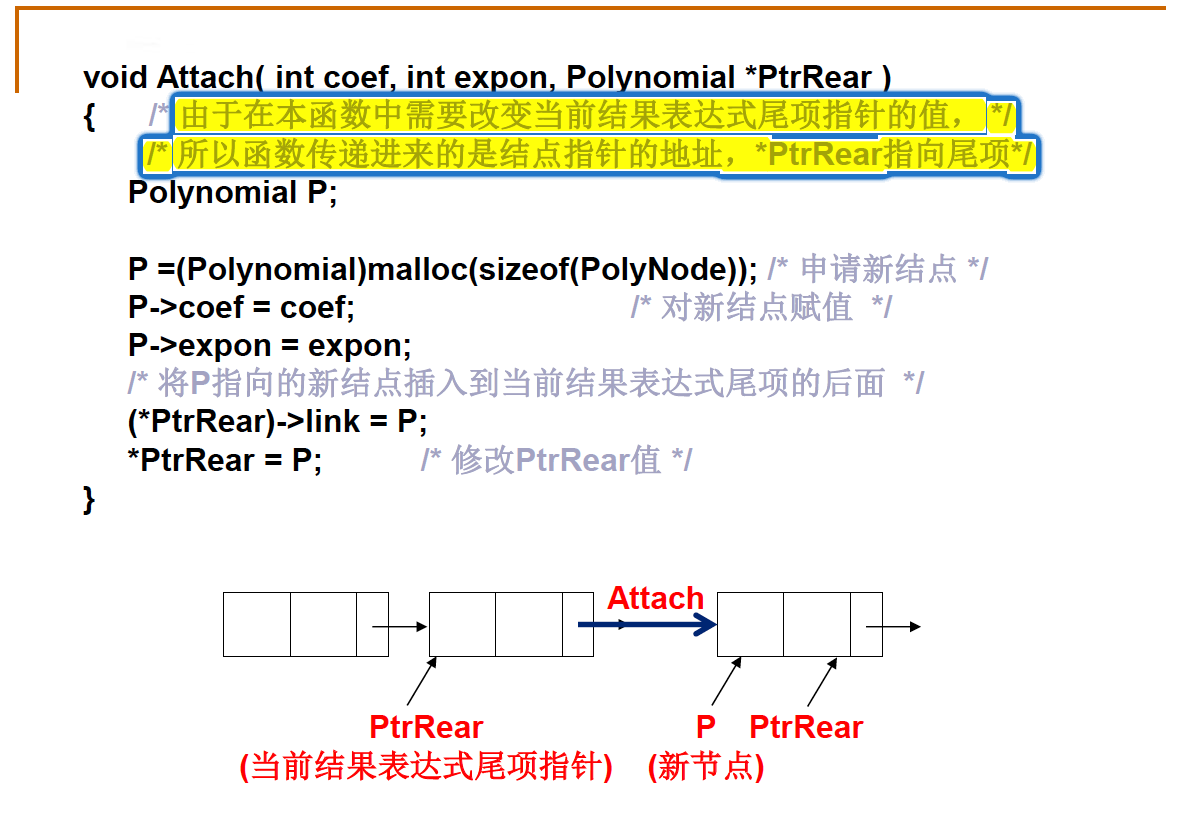 void Attach( int coef, int expon, Polynomial *PtrRear )
{ /* 由于在本函数中需要改变当前结果表达式尾项指针的值， */
/* 所以函数传递进来的是结点指针的地址，*PtrRear指向尾项*/
Polynomial P;
P =(Polynomial)malloc(sizeof(PolyNode)); /* 申请新结点 */
P->coef = coef; /* 对新结点赋值 */
P->expon = expon;
/* 将P指向的新结点插入到当前结果表达式尾项的后面 */
(*PtrRear)->link = P;
*PtrRear = P; /* 修改PtrRear值 */
}
Attach
PtrRear P PtrRear
(当前结果表达式尾项指针) (新节点)